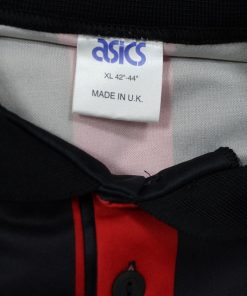 asics
XL 42"-44"
MADE IN U.K.